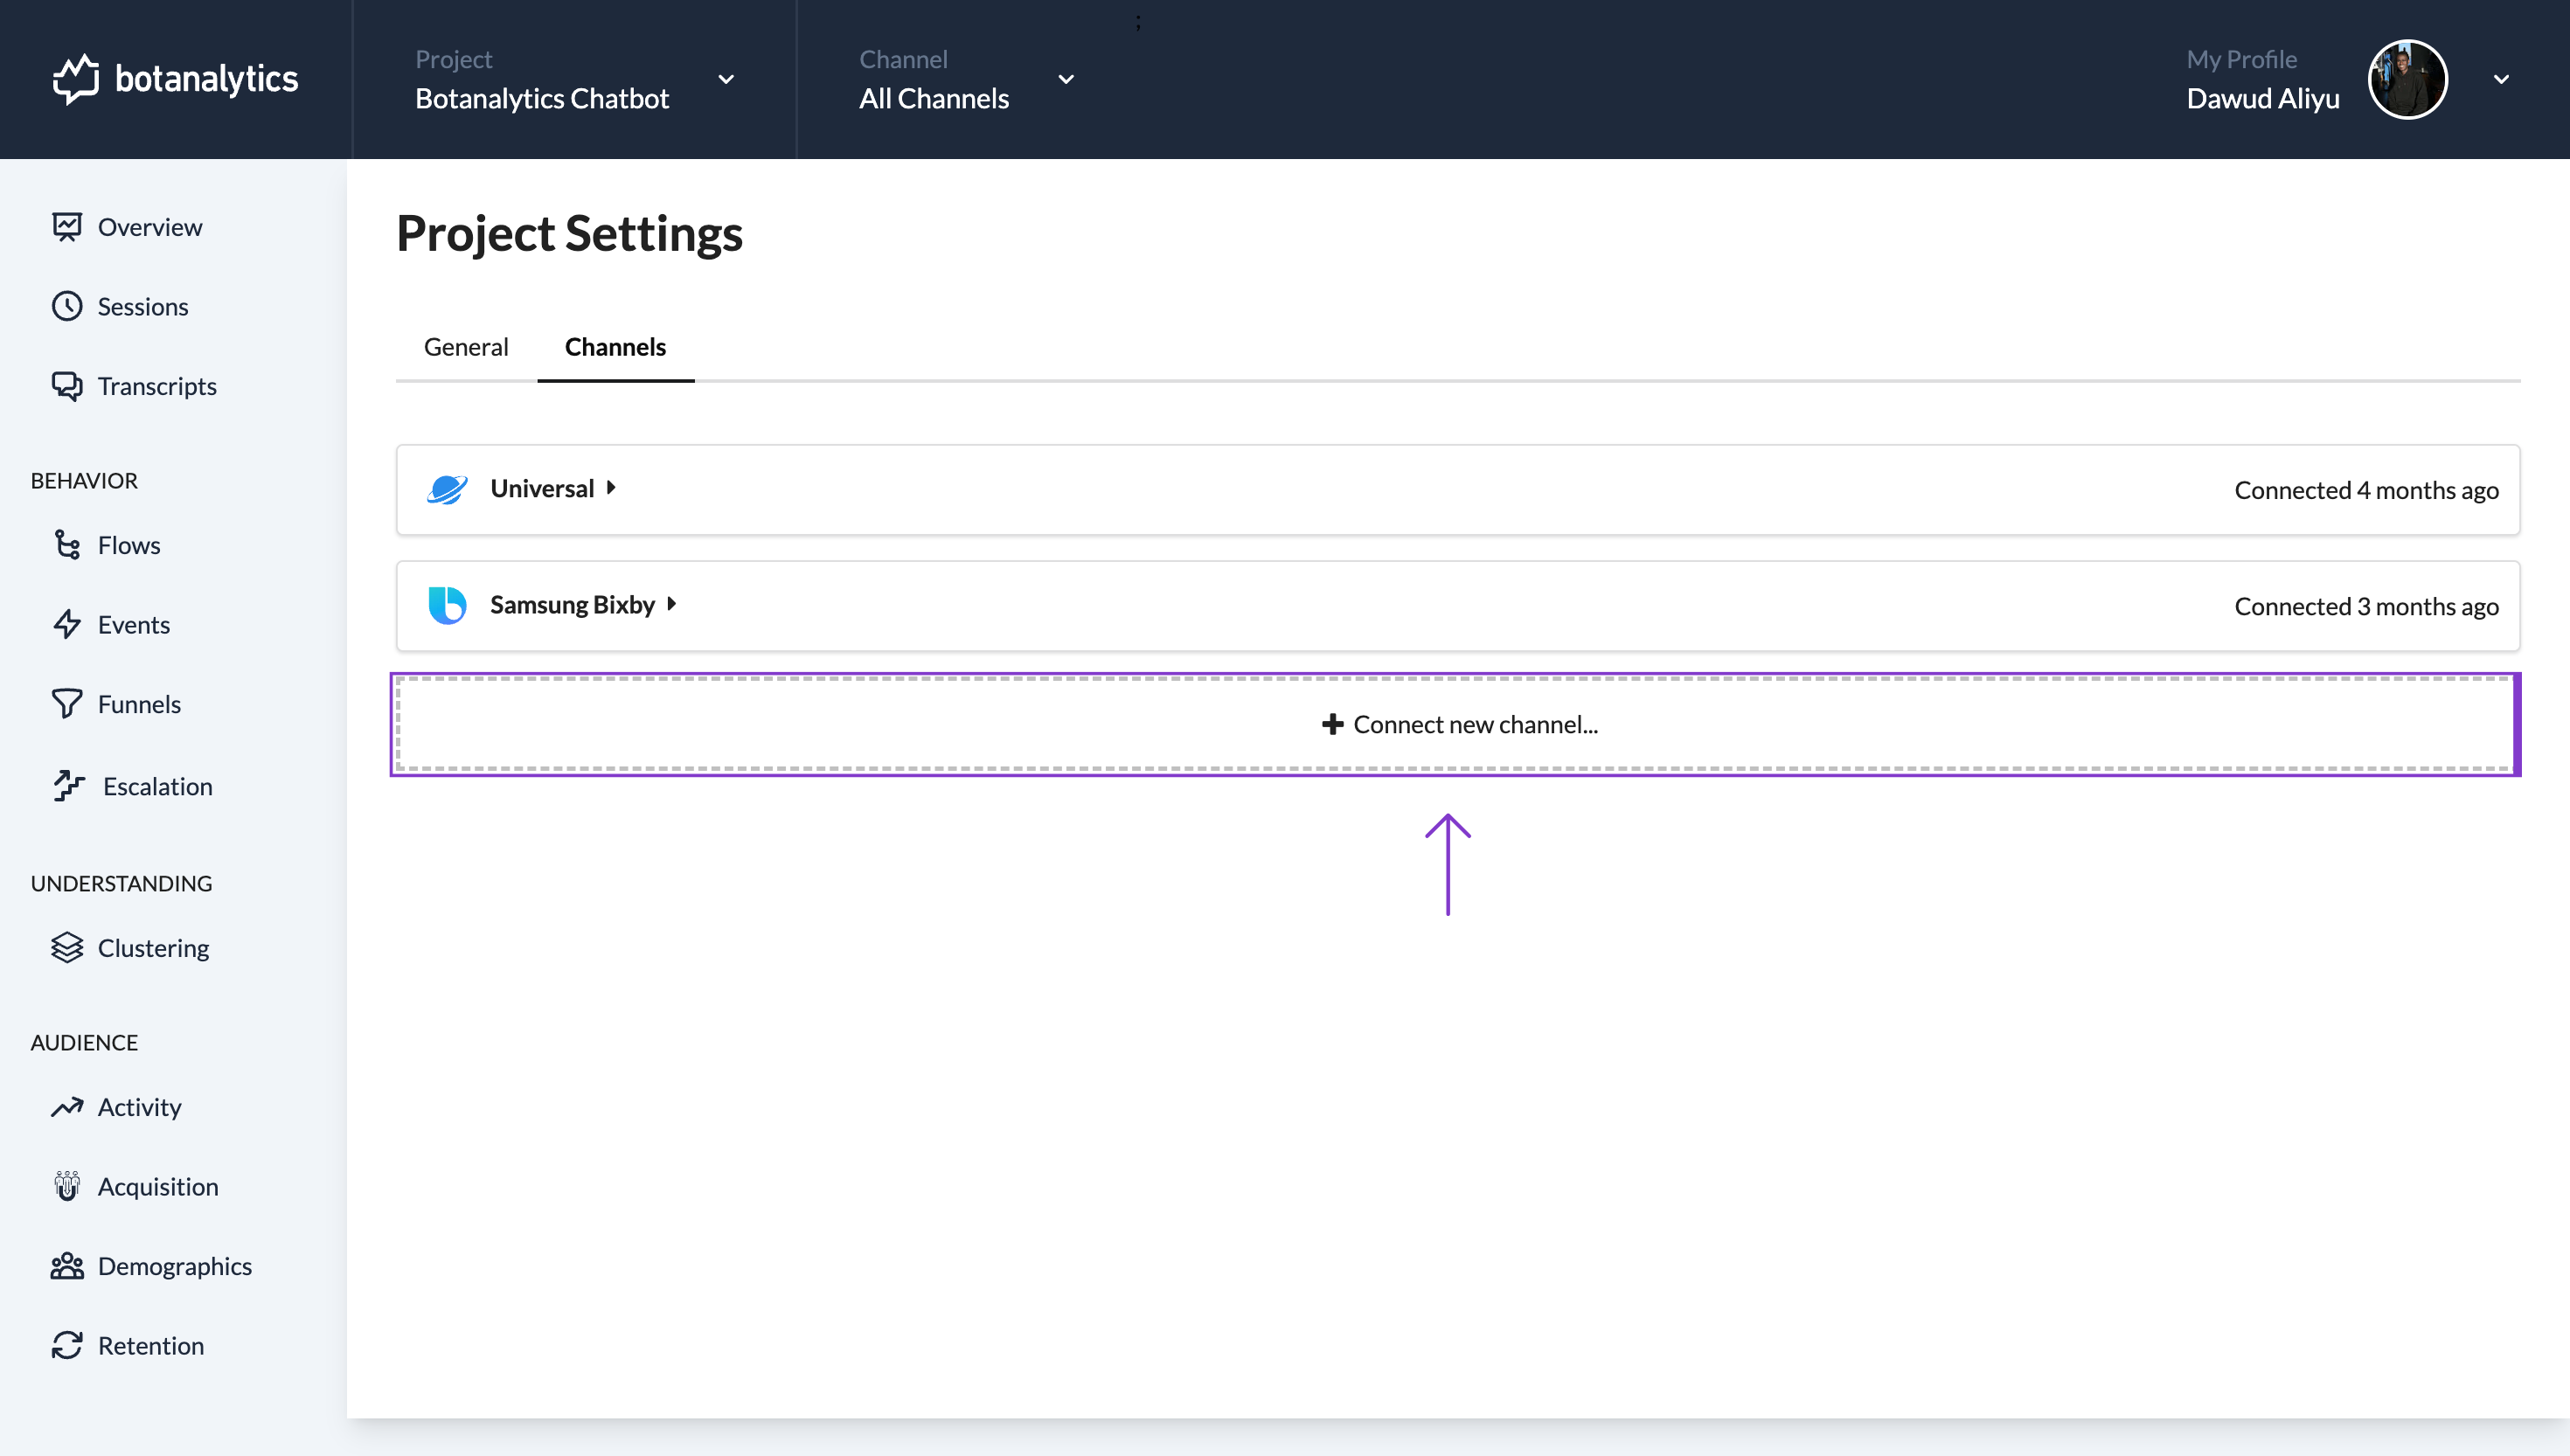 ;
botanalytics
Project
Botanalytics Chatbot
Channel
All Channels
My Profile
Dawud Aliyu
Overview
Sessions
Transcripts
BEHAVIOR
Flows
Events
Funnels
Escalation
UNDERSTANDING
Clustering
AUDIENCE
Activity
Acquisition
Demographics
Retention
Project Settings
General
Channels
Universal
Connected 4 months ago
Samsung Bixby
Connected 3 months ago
Connect new channel...